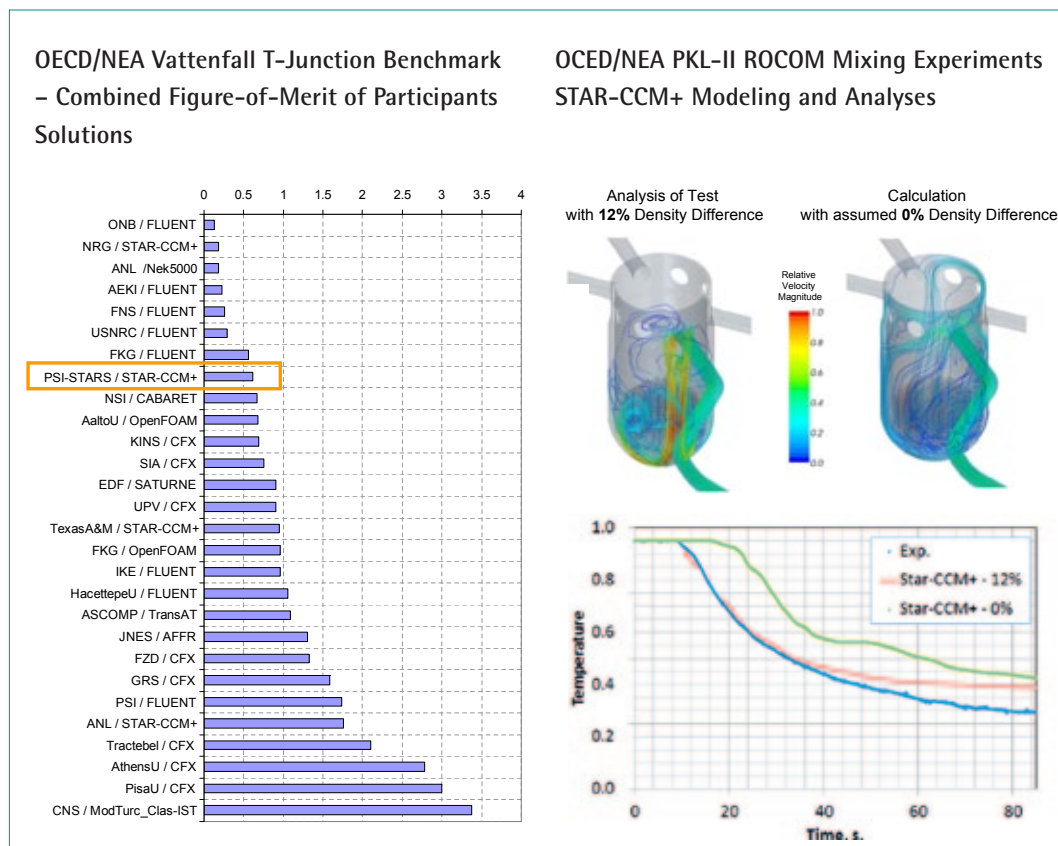 OECD/NEA Vattenfall T-Junction Benchmark
– Combined Figure-of-Merit of Participants
Solutions
0 0.5 1 1.5 2 2.5 3 3.5 4
ONB / FLUENT
NRG / STAR-CCM+
ANL /Nek5000
AEKI / FLUENT
FNS / FLUENT
USNRC / FLUENT
FKG / FLUENT
PSI-STARS / STAR-CCM+
NSI / CABARET
AaltoU / OpenFOAM
KINS / CFX
SIA / CFX
EDF / SATURNE
UPV / CFX
TexasA&M / STAR-CCM+
FKG / OpenFOAM
IKE / FLUENT
HacettepeU / FLUENT
ASCOMP / TransAT
JNES / AFFR
FZD / CFX
GRS / CFX
PSI / FLUENT
ANL / STAR-CCM+
Tractebel / CFX
AthensU / CFX
PisaU / CFX
CNS / ModTurc_Clas-IST
OCED/NEA PKL-II ROCOM Mixing Experiments
STAR-CCM+ Modeling and Analyses
Analysis of Test
with 12% Density Difference
Calculation
with assumed 0% Density Difference
Relative
Velocity
Magnitude
1.0
0.8
0.6
0.4
0.2
0.0
1.0
0.8
0.6
0.4
0.2
0.0
Temperature
Exp.
Star-CCM+ - 12%
Star-CCM+ - 0%
0 20 40 60 80
Time, s.